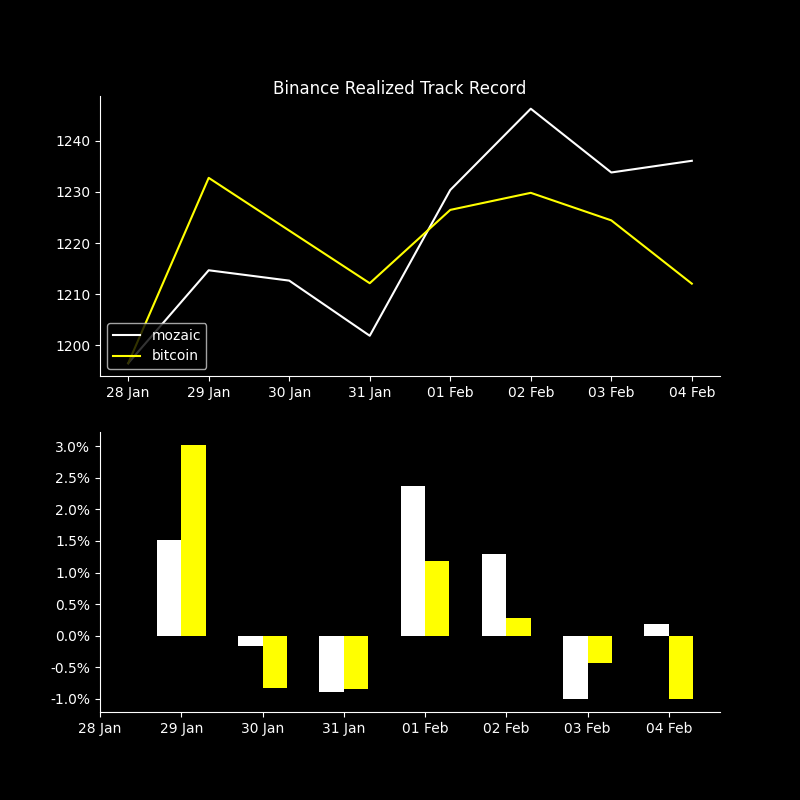 Binance Realized Track Record
1240
1230
1220
1210
1200
mozaic
bitcoin
28 Jan 29 Jan 30 Jan 31 Jan 01 Feb 02 Feb 03 Feb 04 Feb
3.0%
2.5%
2.0%
1.5%
1.0%
0.5%
0.0%
-0.5%
-1.0%
28 Jan 29 Jan 30 Jan 31 Jan 01 Feb 02 Feb 03 Feb 04 Feb